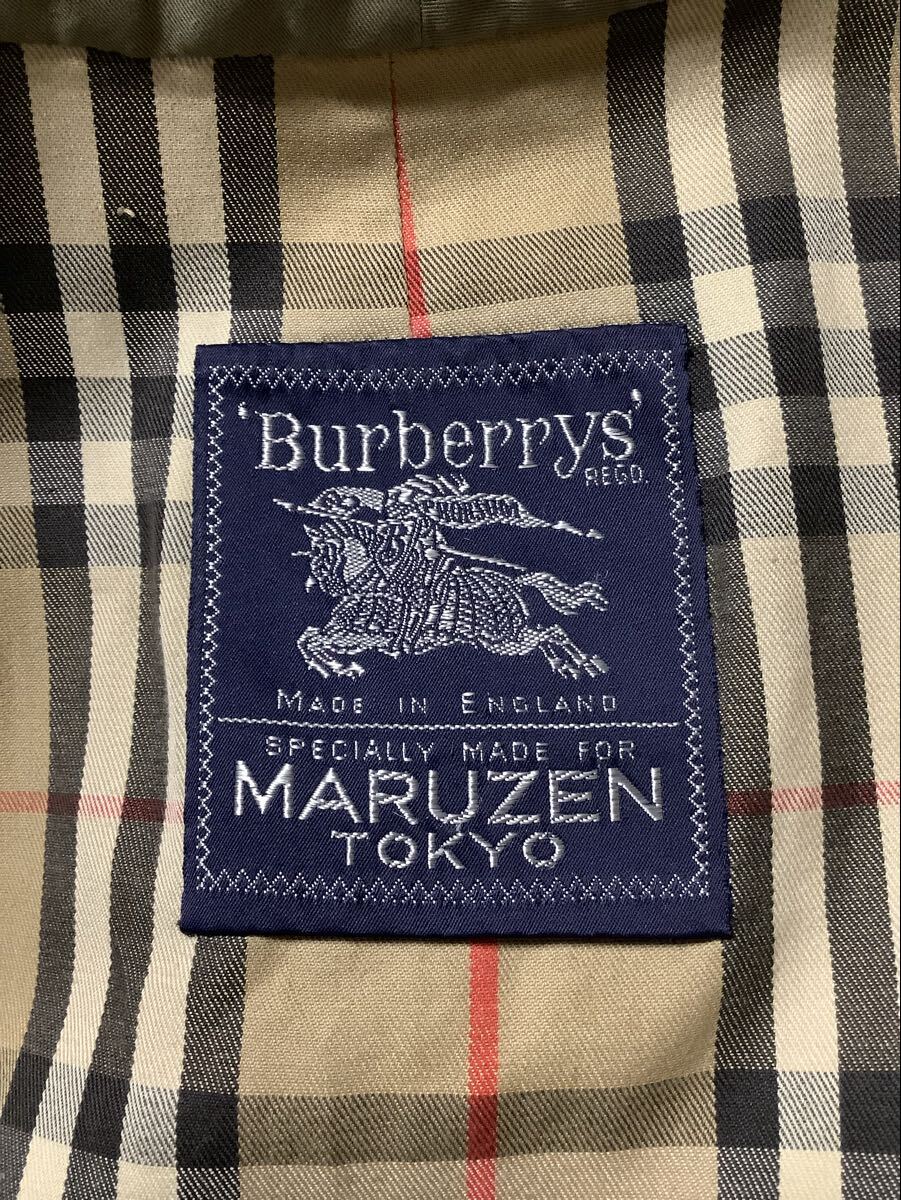 'Burberrys'
REGD.
MADE IN ENGLAND
SPECIALLY MADE FOR
MARUZEN
TOKYO